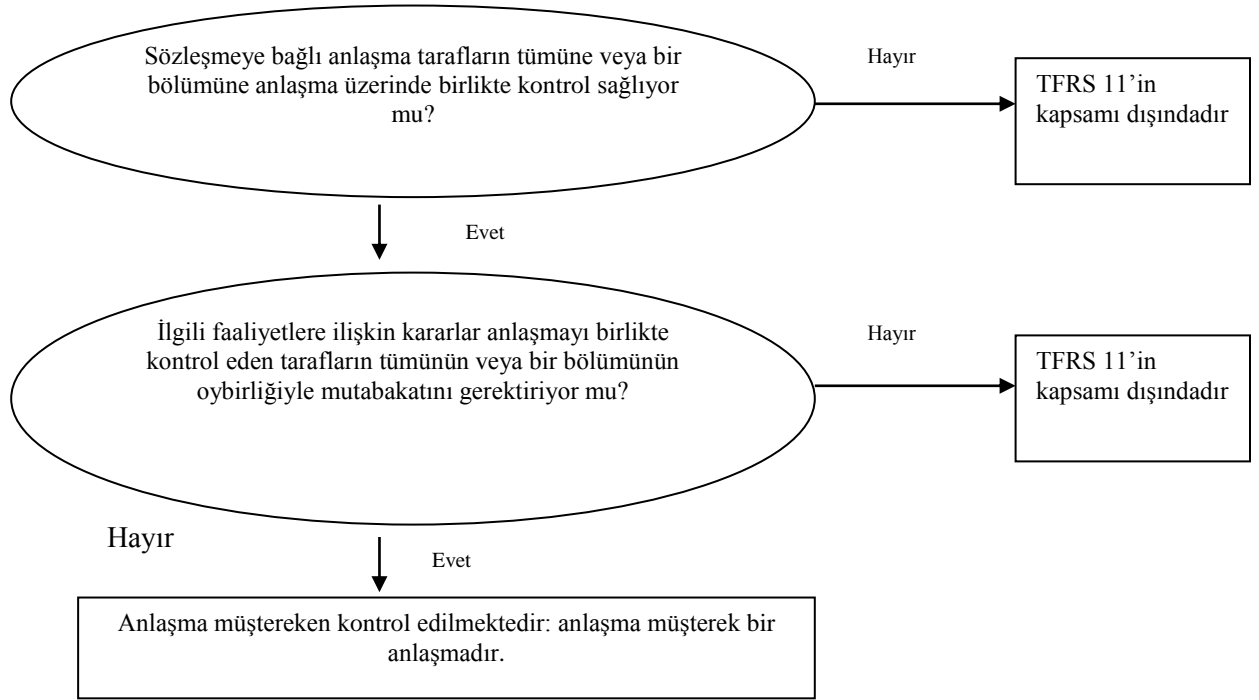 Sözleşmeye bağlı anlaşma tarafların tümüne veya bir
bölümüne anlaşma üzerinde birlikte kontrol sağlıyor
mu?
Hayır
TFRS 11’in
kapsamı dışındadır
Evet
İlgili faaliyetlere ilişkin kararlar anlaşmayı birlikte
kontrol eden tarafların tümünün veya bir bölümünün
oybirliğiyle mutabakatını gerektiriyor mu?
Hayır
TFRS 11’in
kapsamı dışındadır
Hayır
Evet
Anlaşma müştereken kontrol edilmektedir: anlaşma müşterek bir
anlaşmadır.